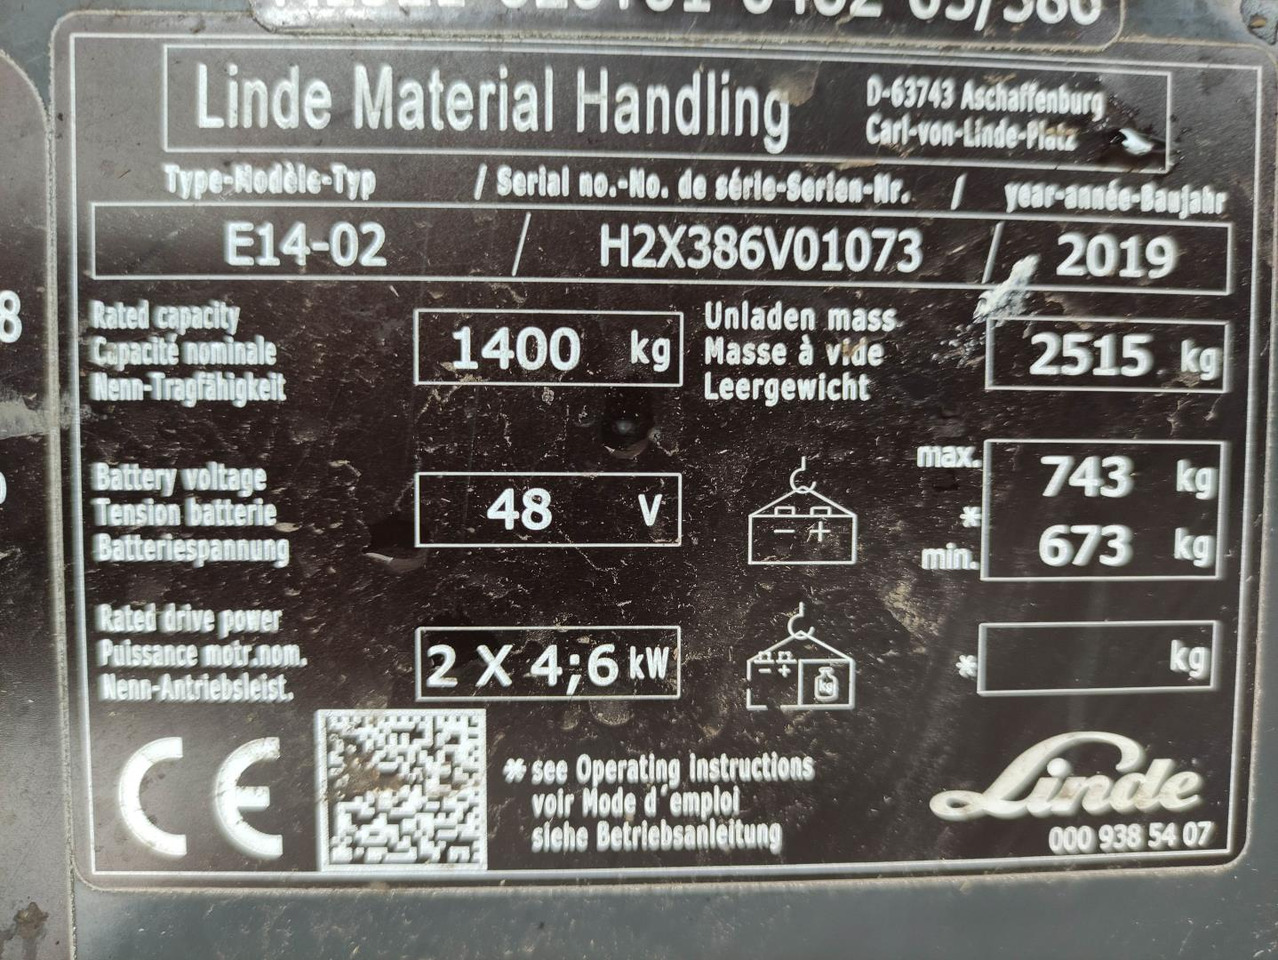 Linde Material Handling
D-63743 Aschaffenburg
Carl-von-Linde-Platz
Type-Modèle-Typ / Serial no.-No. de série-Serien-Nr. / year-année-Baujahr
E14-02 / H2X386V01073 / 2019
Rated capacity
Capacité nominale
Nenn-Tragfähigkeit
1400 kg
Unladen mass
Masse à vide
Leergewicht
2515 kg
Battery voltage
Tension batterie
Batteriespannung
48 V
- +
max. 743 kg
*
min. 673 kg
Rated drive power
Puissance motr.nom.
Nenn-Antriebsleist.
2 X 4;6 kW
- +
kg
* kg
CE
* see Operating instructions
voir Mode d'emploi
siehe Betriebsanleitung
Linde
000 938 54 07
8